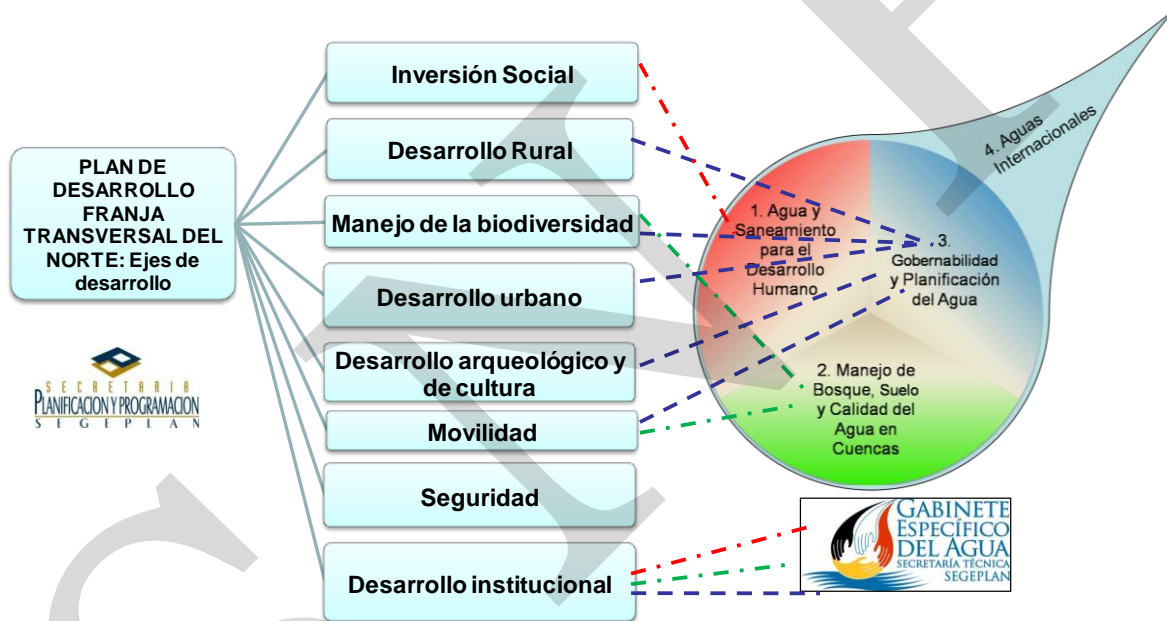 PLAN DE
DESARROLLO
FRANJA
TRANSVERSAL DEL
NORTE: Ejes de
desarrollo
SECRETARIA
PLANIFICACION Y PROGRAMACION
SEGEPLAN
Inversión Social
Desarrollo Rural
Manejo de la biodiversidad
Desarrollo urbano
Desarrollo arqueológico y
de cultura
Movilidad
Seguridad
Desarrollo institucional
4. Aguas
Internacionales
1. Agua y
Saneamiento
para el
Desarrollo
Humano
3.
Gobernabilidad
y Planificación
del Agua
2. Manejo de
Bosque, Suelo
y Calidad del
Agua en
Cuencas
GABINETE
ESPECÍFICO
DEL AGUA
SECRETARÍA TÉCNICA
SEGEPLAN